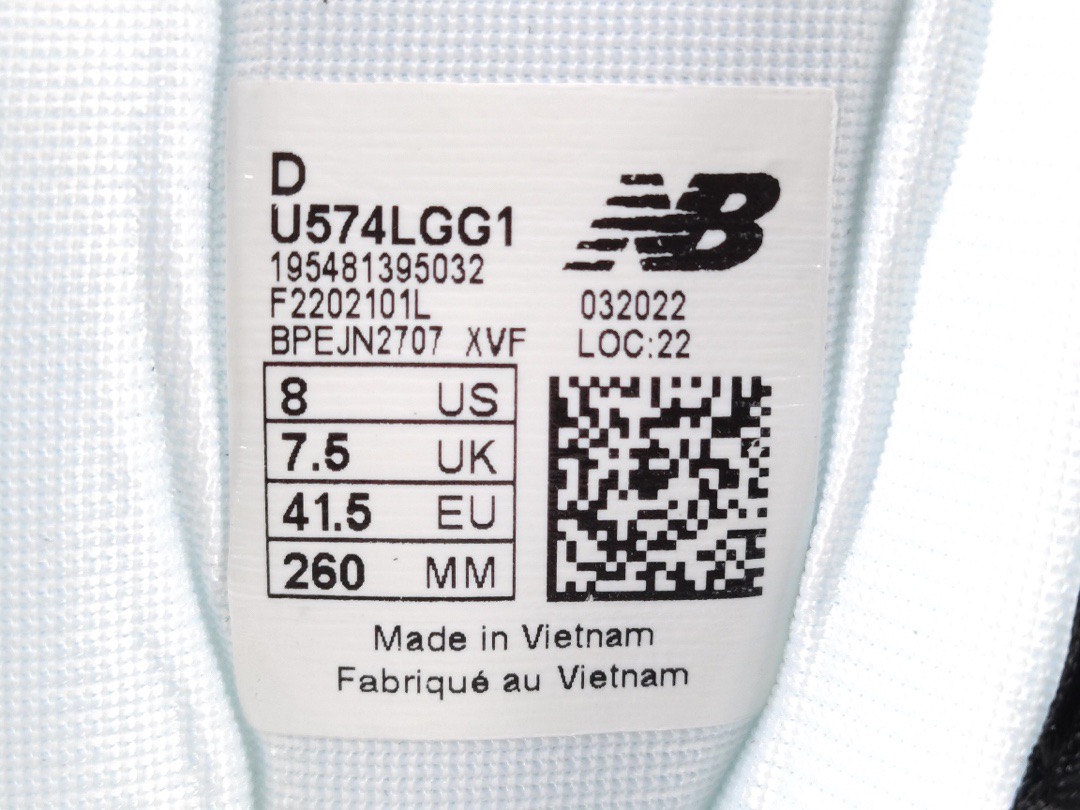 D
U574LGG1
NB
195481395032
F2202101L 032022
BPEJN2707 XVF LOC:22
8 US
7.5 UK
41.5 EU
260 MM
Made in Vietnam
Fabriqué au Vietnam